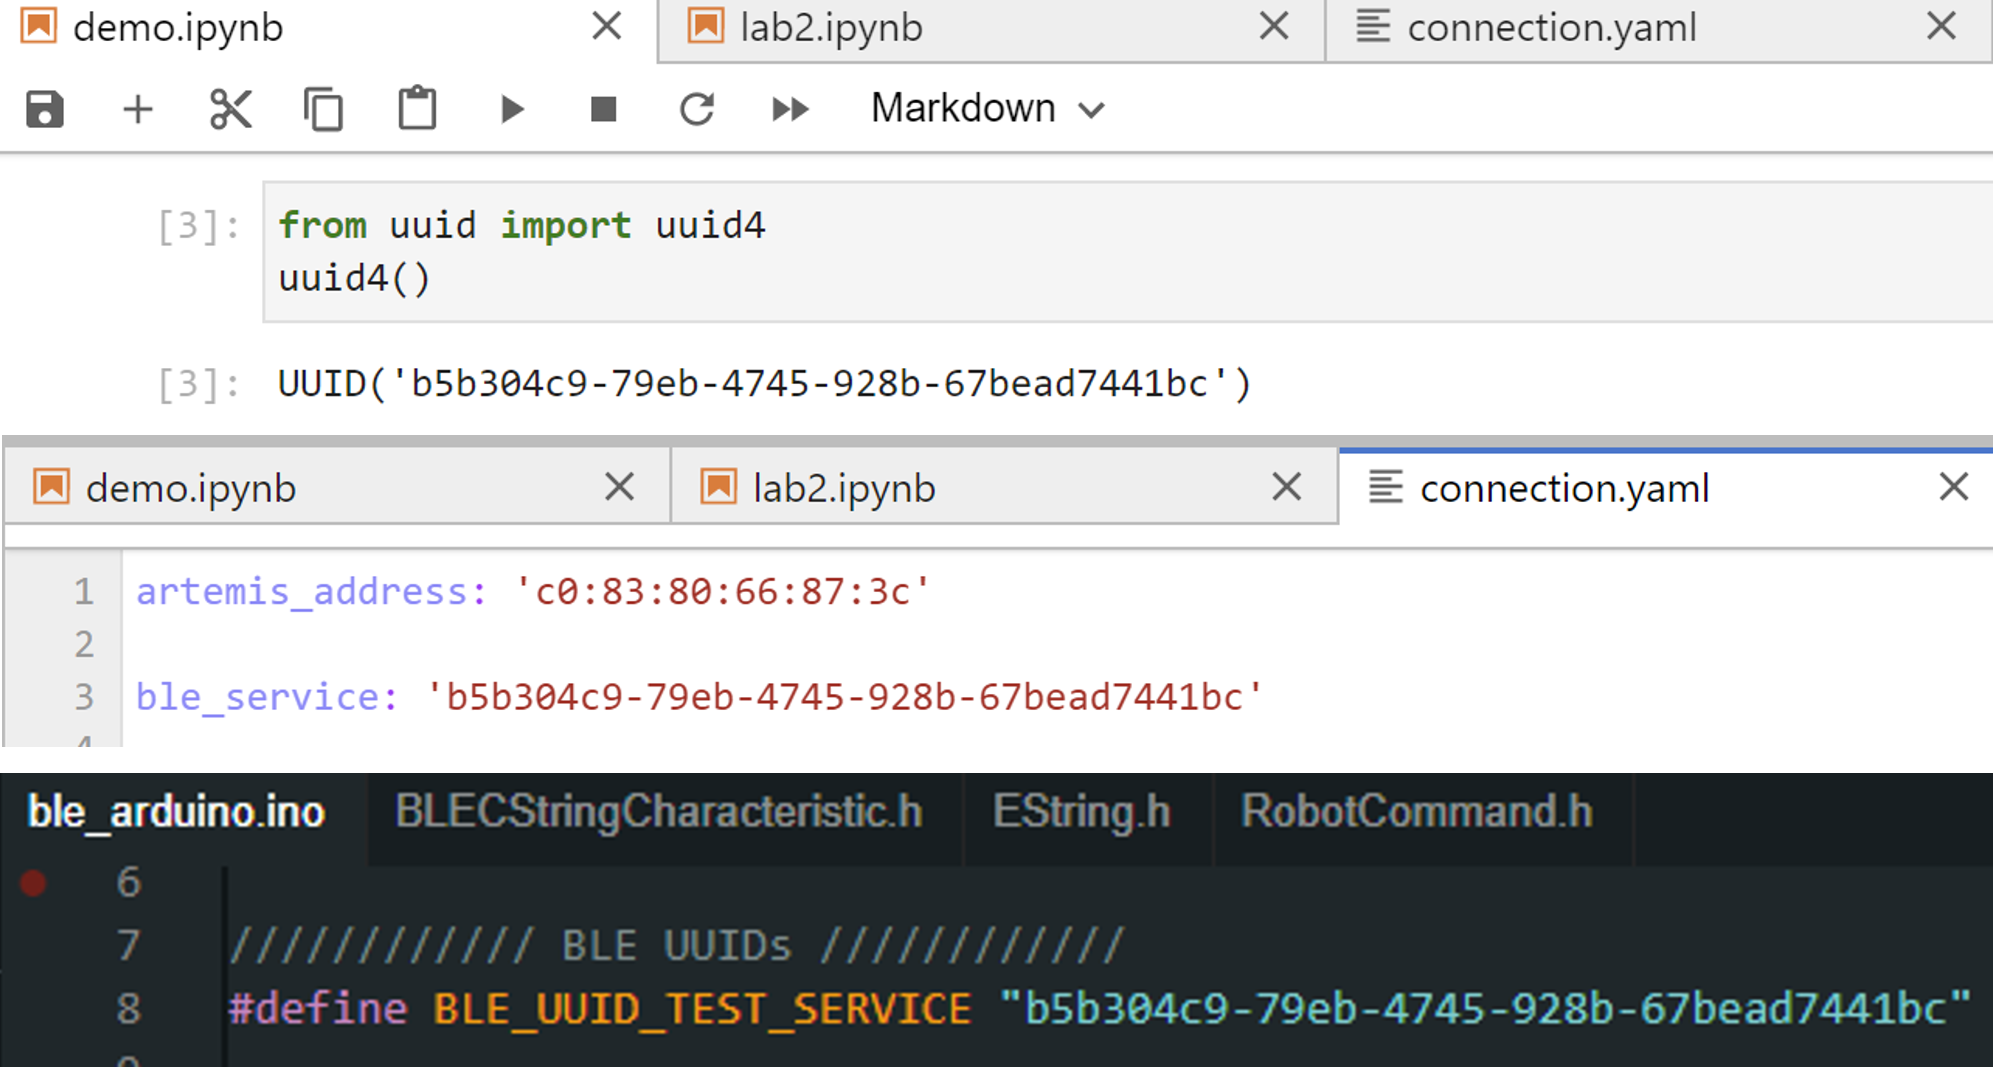 demo.ipynb lab2.ipynb connection.yaml
Markdown
[3]: from uuid import uuid4
uuid4()
[3]: UUID('b5b304c9-79eb-4745-928b-67bead7441bc')
demo.ipynb lab2.ipynb connection.yaml
1 artemis_address: 'c0:83:80:66:87:3c'
2
3 ble_service: 'b5b304c9-79eb-4745-928b-67bead7441bc'
ble_arduino.ino BLECStringCharacteristic.h EString.h RobotCommand.h
6
7 //////////// BLE UUIDs ////////////
8 #define BLE_UUID_TEST_SERVICE "b5b304c9-79eb-4745-928b-67bead7441bc"